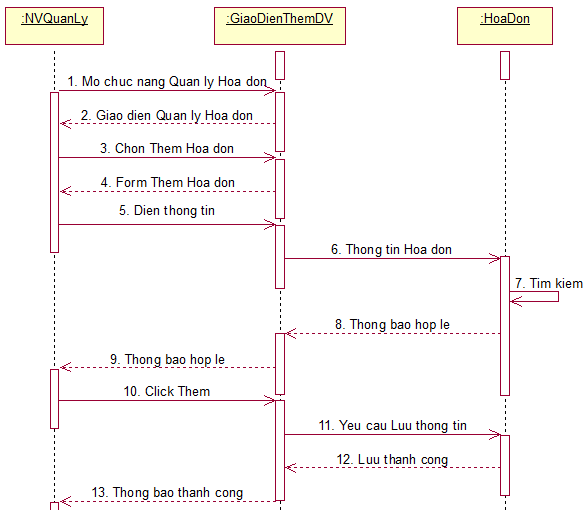 :NVQuanLy
:GiaoDienThemDV
:HoaDon
1. Mo chuc nang Quan ly Hoa don
2. Giao dien Quan ly Hoa don
3. Chon Them Hoa don
4. Form Them Hoa don
5. Dien thong tin
6. Thong tin Hoa don
7. Tim kiem
8. Thong bao hop le
9. Thong bao hop le
10. Click Them
11. Yeu cau Luu thong tin
12. Luu thanh cong
13. Thong bao thanh cong